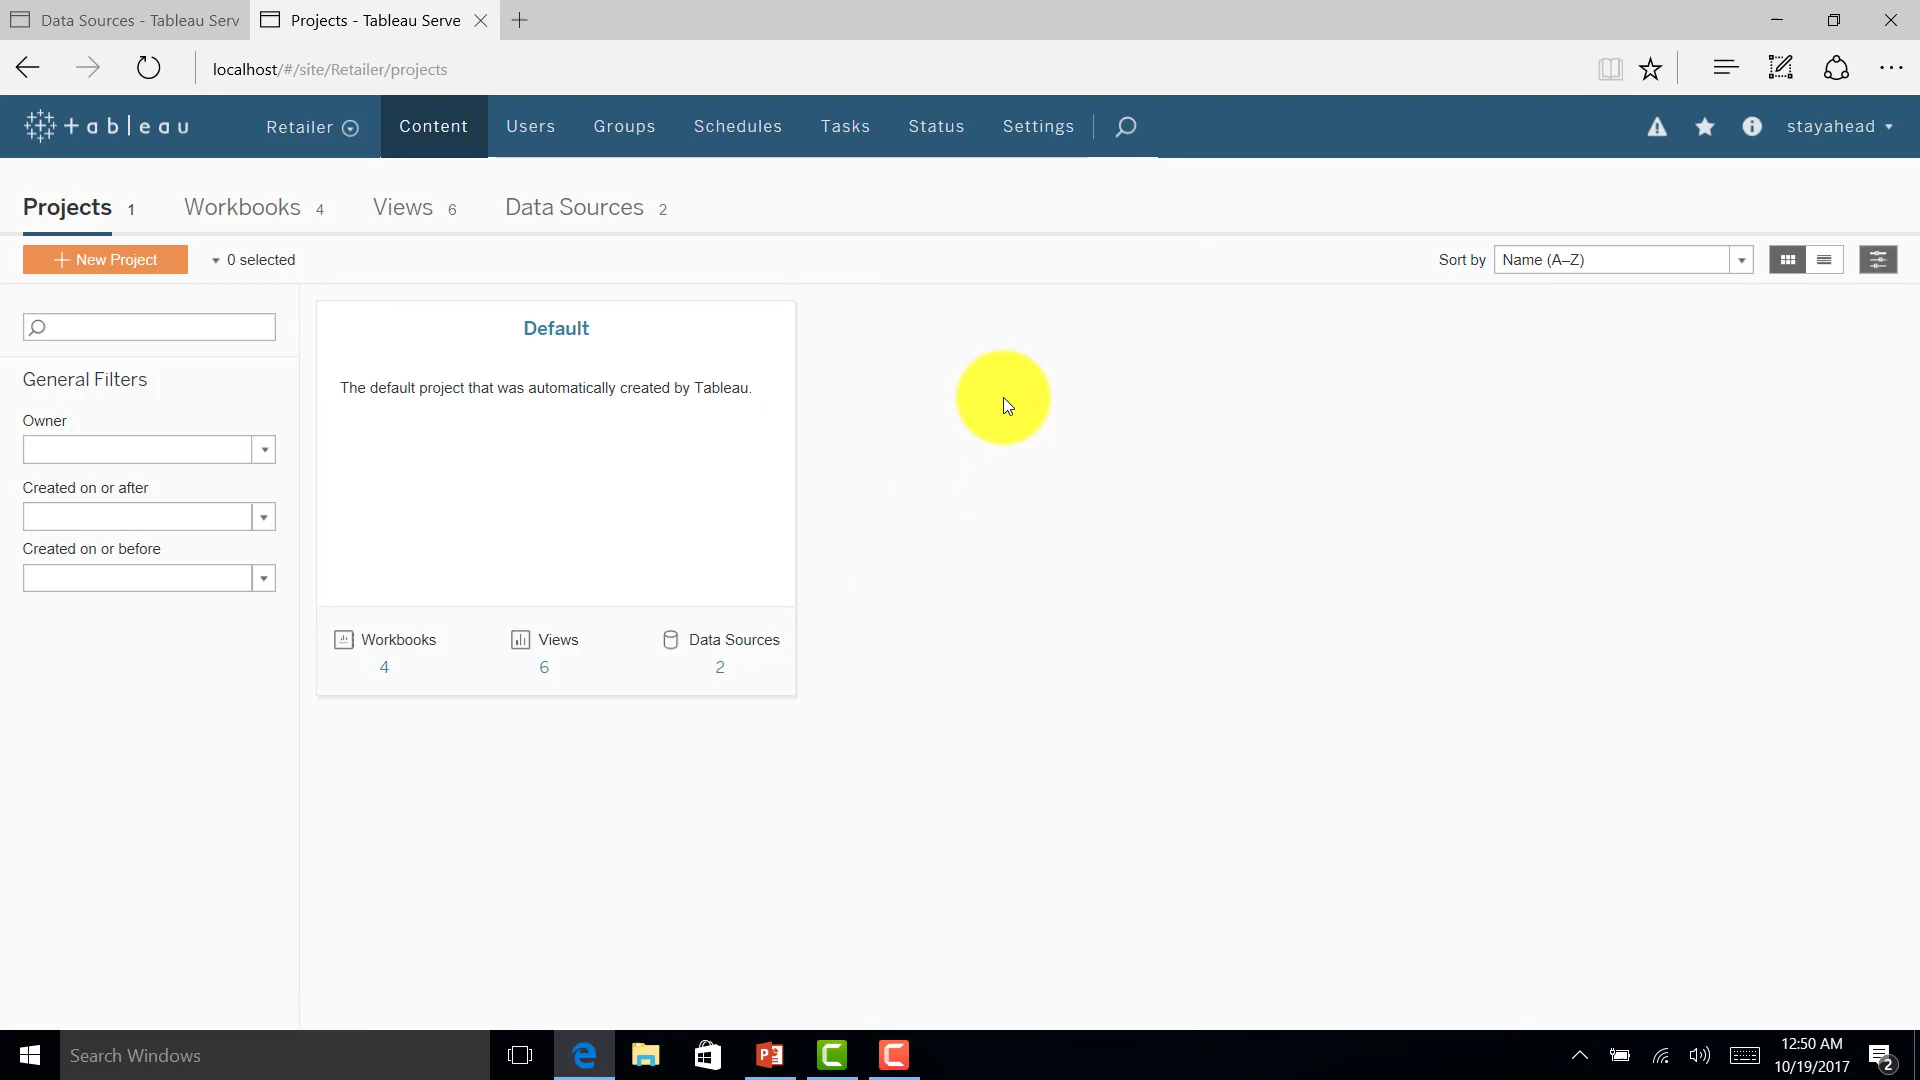 Data Sources - Tableau Serv
Projects - Tableau Serve
localhost/#/site/Retailer/projects
tableau
Retailer
Content
Users
Groups
Schedules
Tasks
Status
Settings
stayahead
Projects 1
Workbooks 4
Views 6
Data Sources 2
New Project
0 selected
Sort by
Name (A–Z)
General Filters
Owner
Created on or after
Created on or before
Default
The default project that was automatically created by Tableau.
Workbooks
4
Views
6
Data Sources
2
Search Windows
12:50 AM
10/19/2017
2